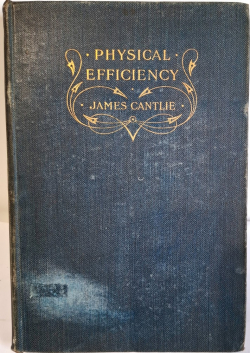 · PHYSICAL ·
EFFICIENCY
· JAMES CANTLIE ·